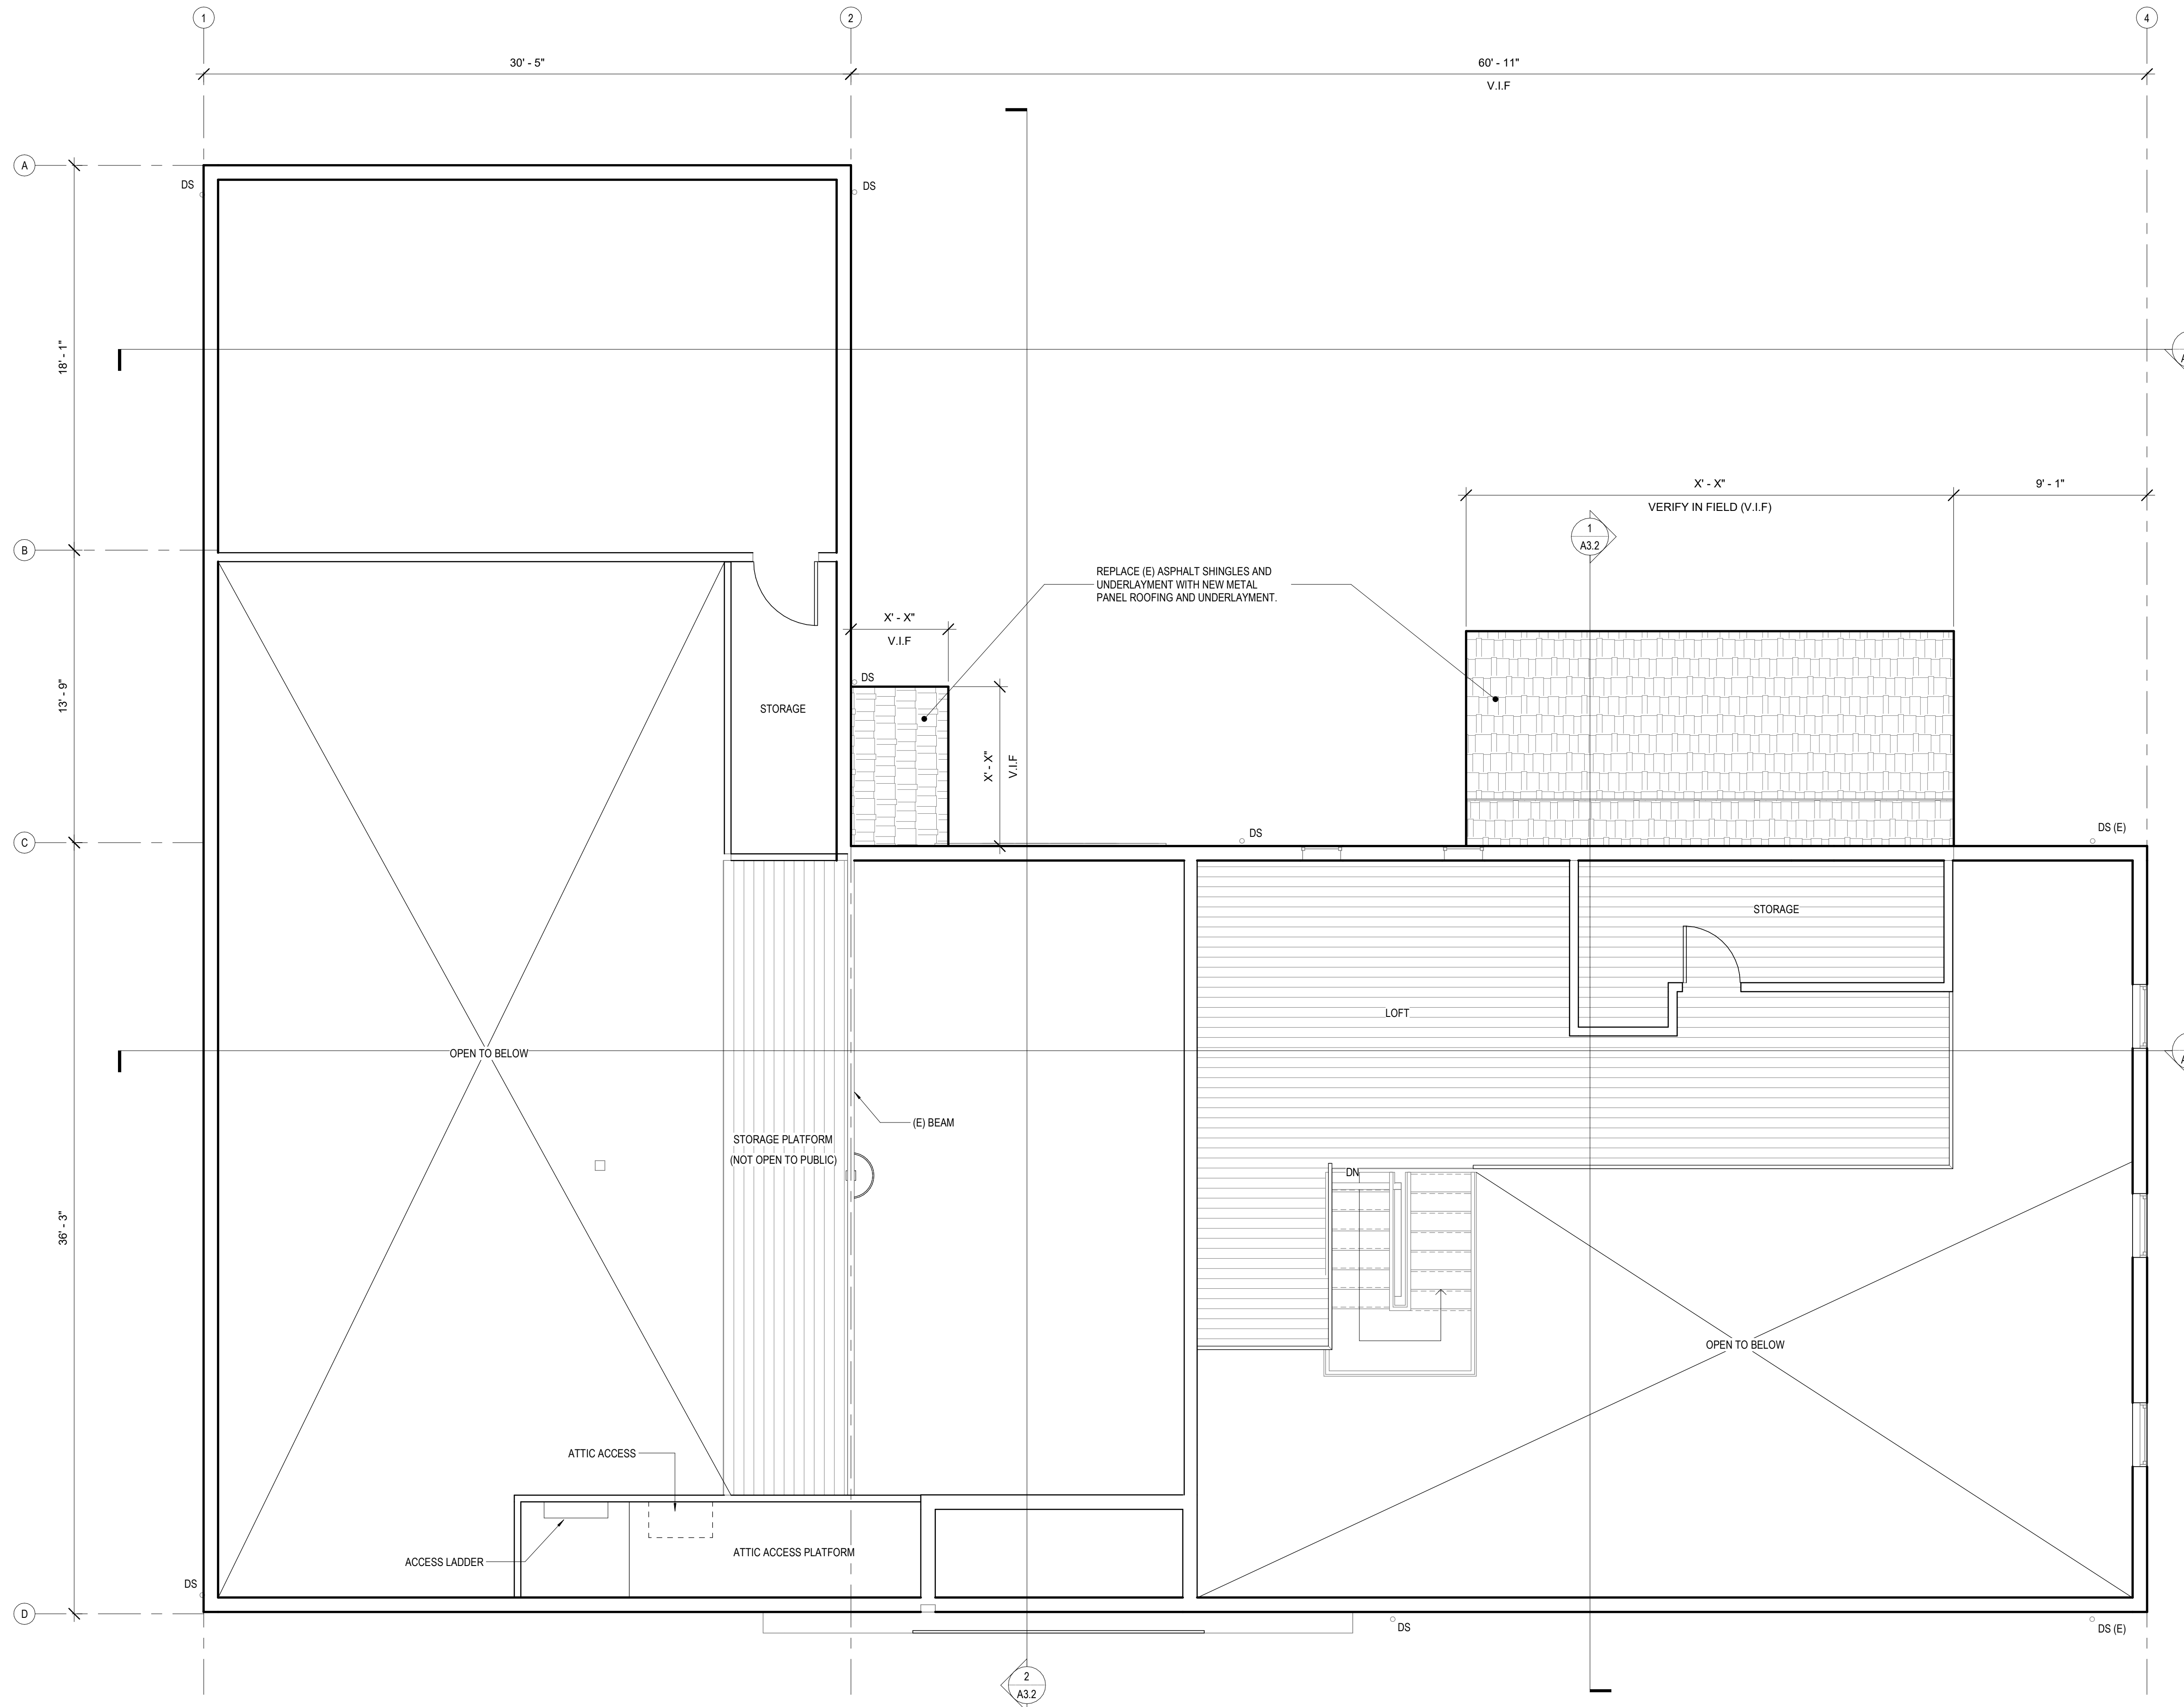 1
2
4
30' - 5"
60' - 11"
V.I.F
A
DS
DS
18' - 1"
A
X' - X"
9' - 1"
VERIFY IN FIELD (V.I.F)
1
A3.2
B
REPLACE (E) ASPHALT SHINGLES AND
UNDERLAYMENT WITH NEW METAL
PANEL ROOFING AND UNDERLAYMENT.
X' - X"
V.I.F
DS
13' - 9"
STORAGE
X' - X"
V.I.F
C
DS
DS (E)
STORAGE
LOFT
OPEN TO BELOW
A
(E) BEAM
STORAGE PLATFORM
(NOT OPEN TO PUBLIC)
DN
36' - 3"
OPEN TO BELOW
ATTIC ACCESS
ATTIC ACCESS PLATFORM
ACCESS LADDER
DS
D
DS
DS (E)
2
A3.2